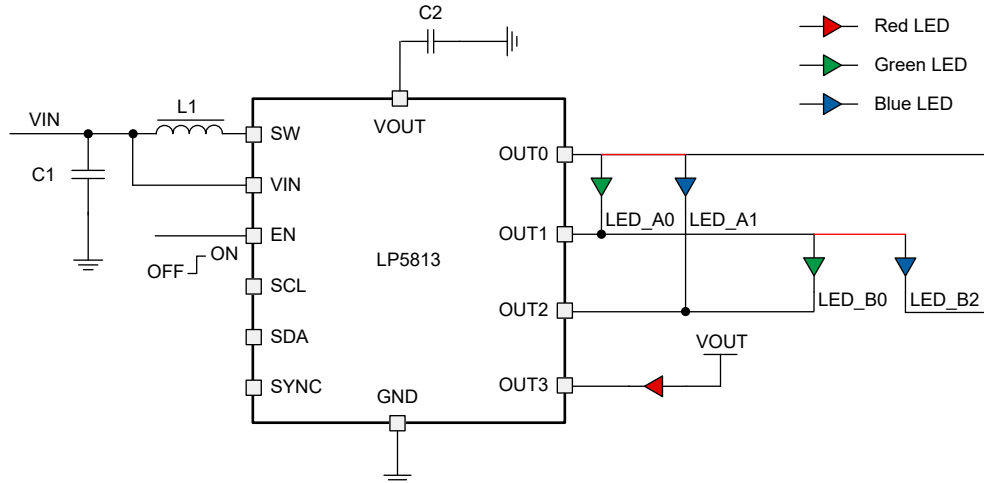 C2
Red LED
Green LED
Blue LED
VIN
L1
SW
VOUT
OUT0
C1
VIN
LED_A0
LED_A1
EN
OUT1
OFF
ON
LP5813
SCL
LED_B0
LED_B2
OUT2
SDA
VOUT
SYNC
GND
OUT3